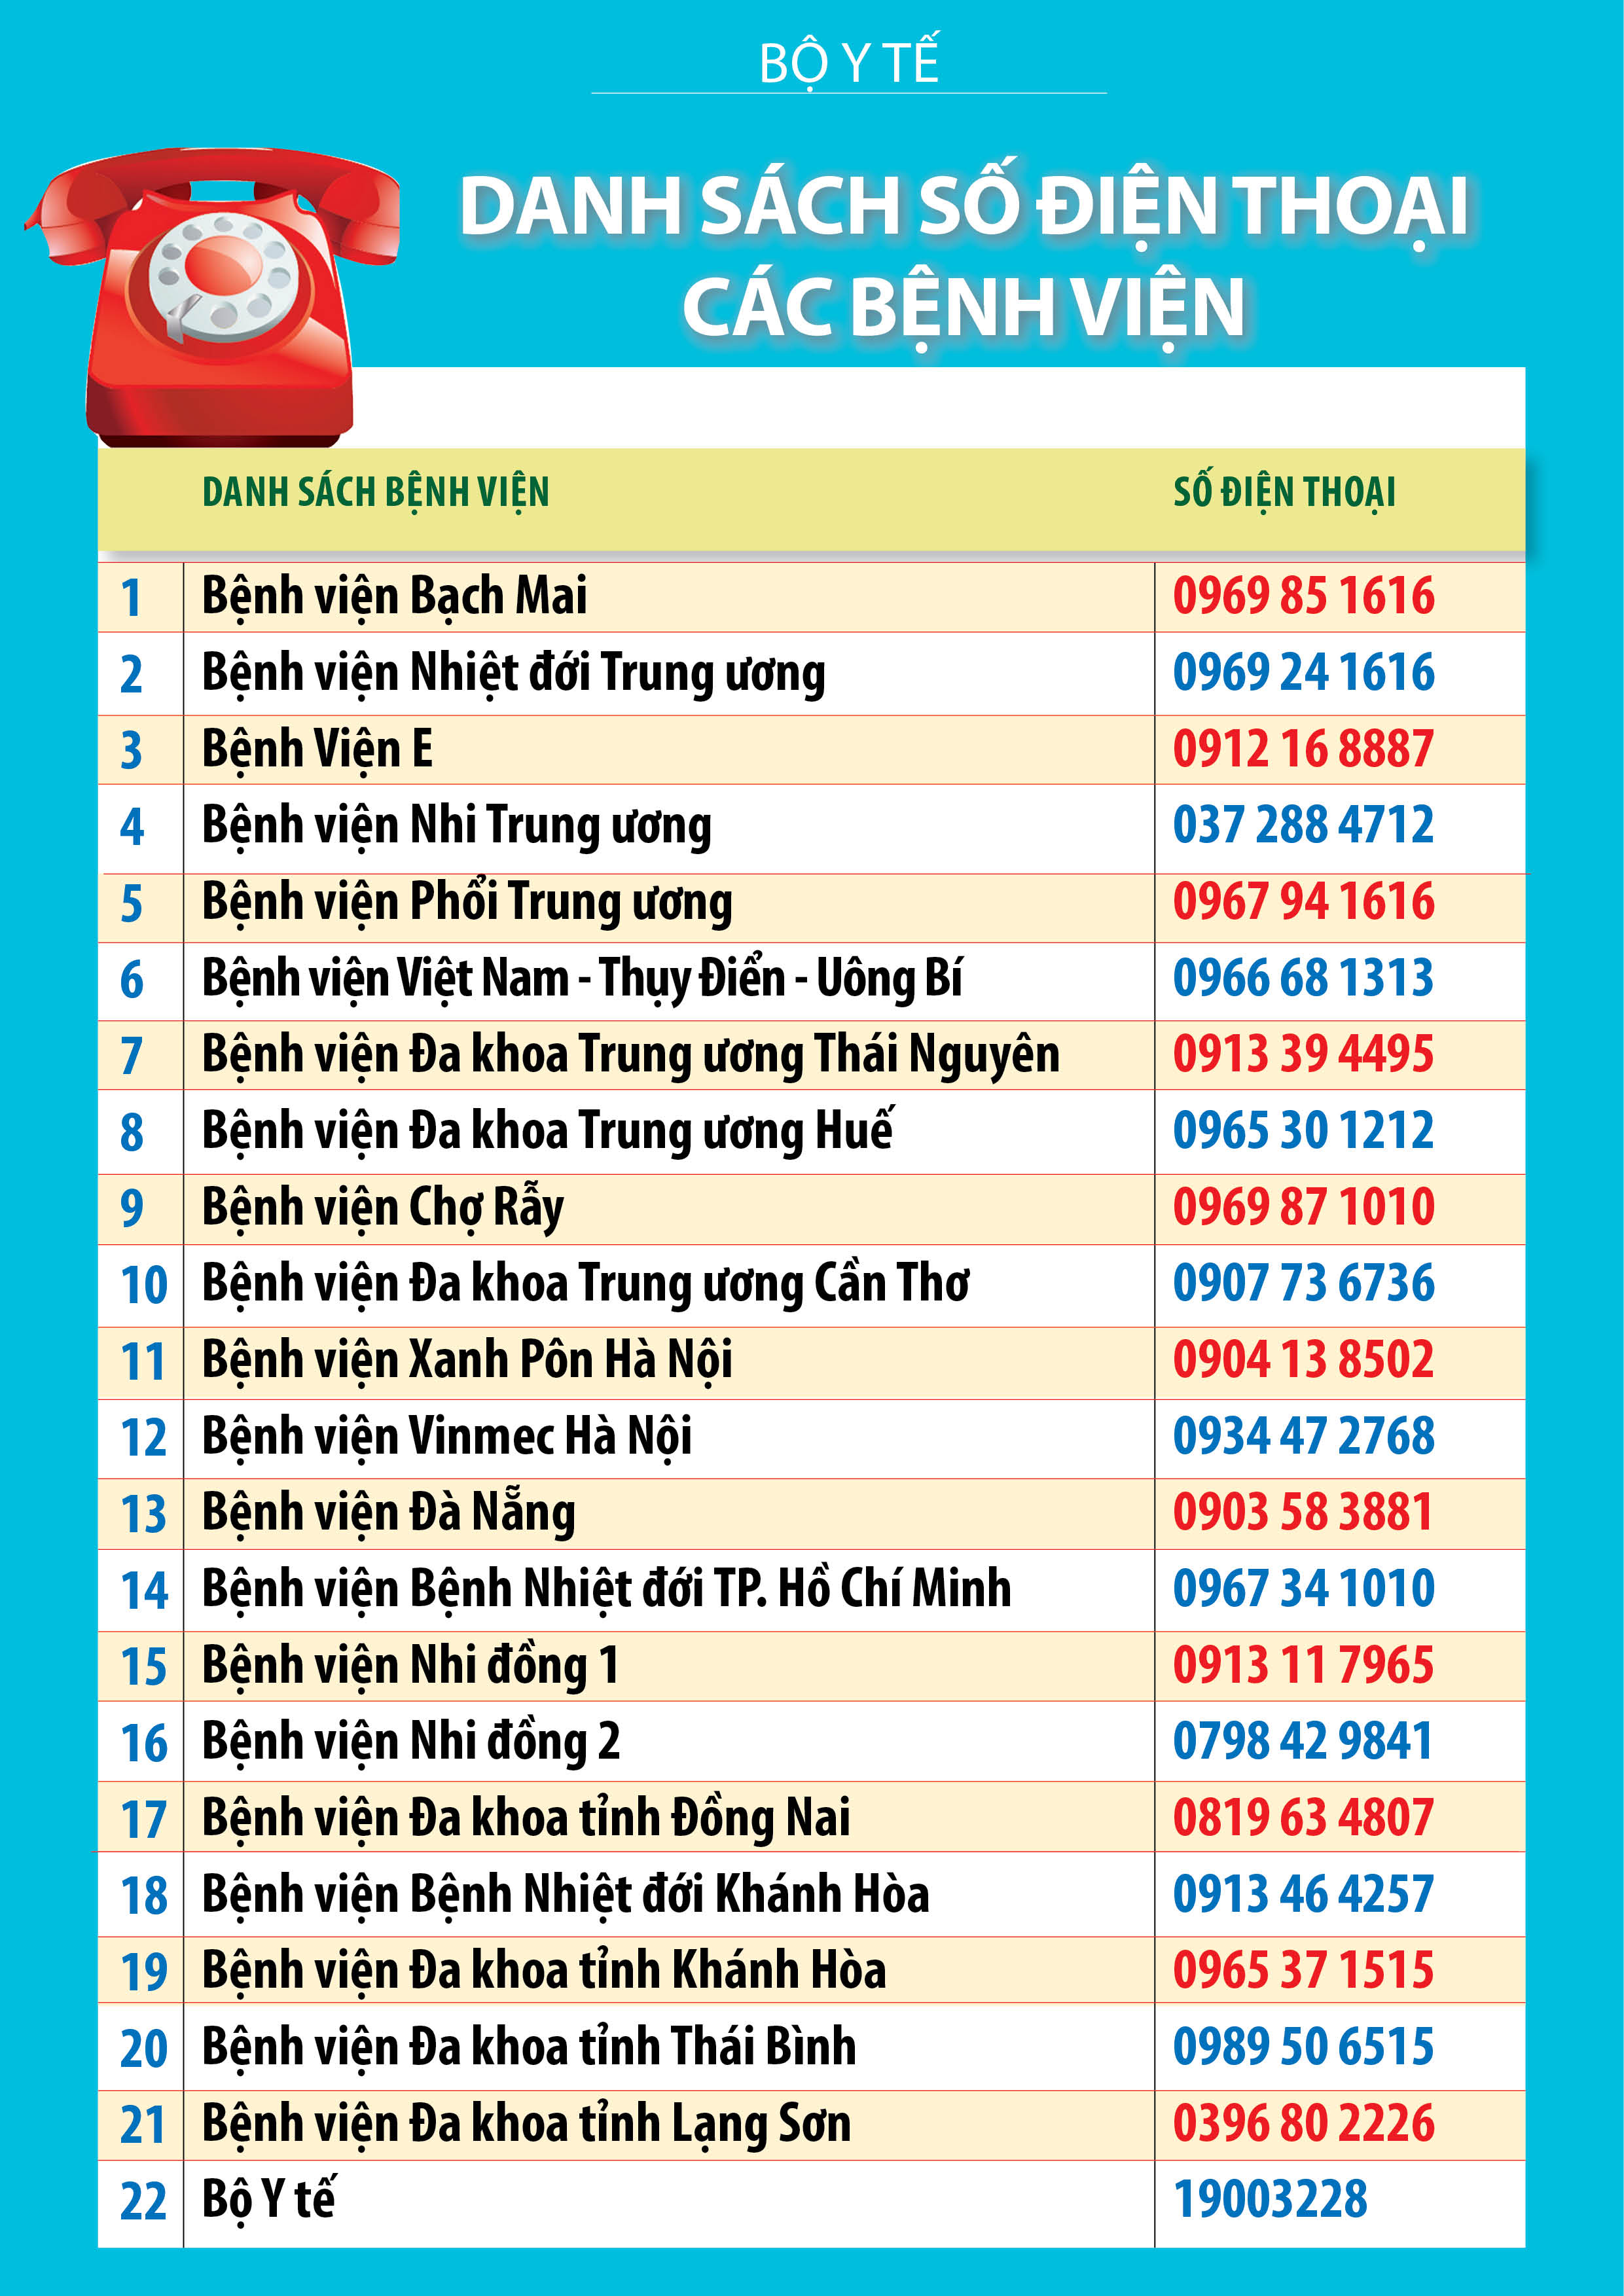 BỘ Y TẾ
DANH SÁCH SỐ ĐIỆN THOẠI
CÁC BỆNH VIỆN
DANH SÁCH BỆNH VIỆN SỐ ĐIỆN THOẠI
1 Bệnh viện Bạch Mai 0969 85 1616
2 Bệnh viện Nhiệt đới Trung ương 0969 24 1616
3 Bệnh Viện E 0912 16 8887
4 Bệnh viện Nhi Trung ương 037 288 4712
5 Bệnh viện Phổi Trung ương 0967 94 1616
6 Bệnh viện Việt Nam - Thụy Điển - Uông Bí 0966 68 1313
7 Bệnh viện Đa khoa Trung ương Thái Nguyên 0913 39 4495
8 Bệnh viện Đa khoa Trung ương Huế 0965 30 1212
9 Bệnh viện Chợ Rẫy 0969 87 1010
10 Bệnh viện Đa khoa Trung ương Cần Thơ 0907 73 6736
11 Bệnh viện Xanh Pôn Hà Nội 0904 13 8502
12 Bệnh viện Vinmec Hà Nội 0934 47 2768
13 Bệnh viện Đà Nẵng 0903 58 3881
14 Bệnh viện Bệnh Nhiệt đới TP. Hồ Chí Minh 0967 34 1010
15 Bệnh viện Nhi đồng 1 0913 11 7965
16 Bệnh viện Nhi đồng 2 0798 42 9841
17 Bệnh viện Đa khoa tỉnh Đồng Nai 0819 63 4807
18 Bệnh viện Bệnh Nhiệt đới Khánh Hòa 0913 46 4257
19 Bệnh viện Đa khoa tỉnh Khánh Hòa 0965 37 1515
20 Bệnh viện Đa khoa tỉnh Thái Bình 0989 50 6515
21 Bệnh viện Đa khoa tỉnh Lạng Sơn 0396 80 2226
22 Bộ Y tế 19003228